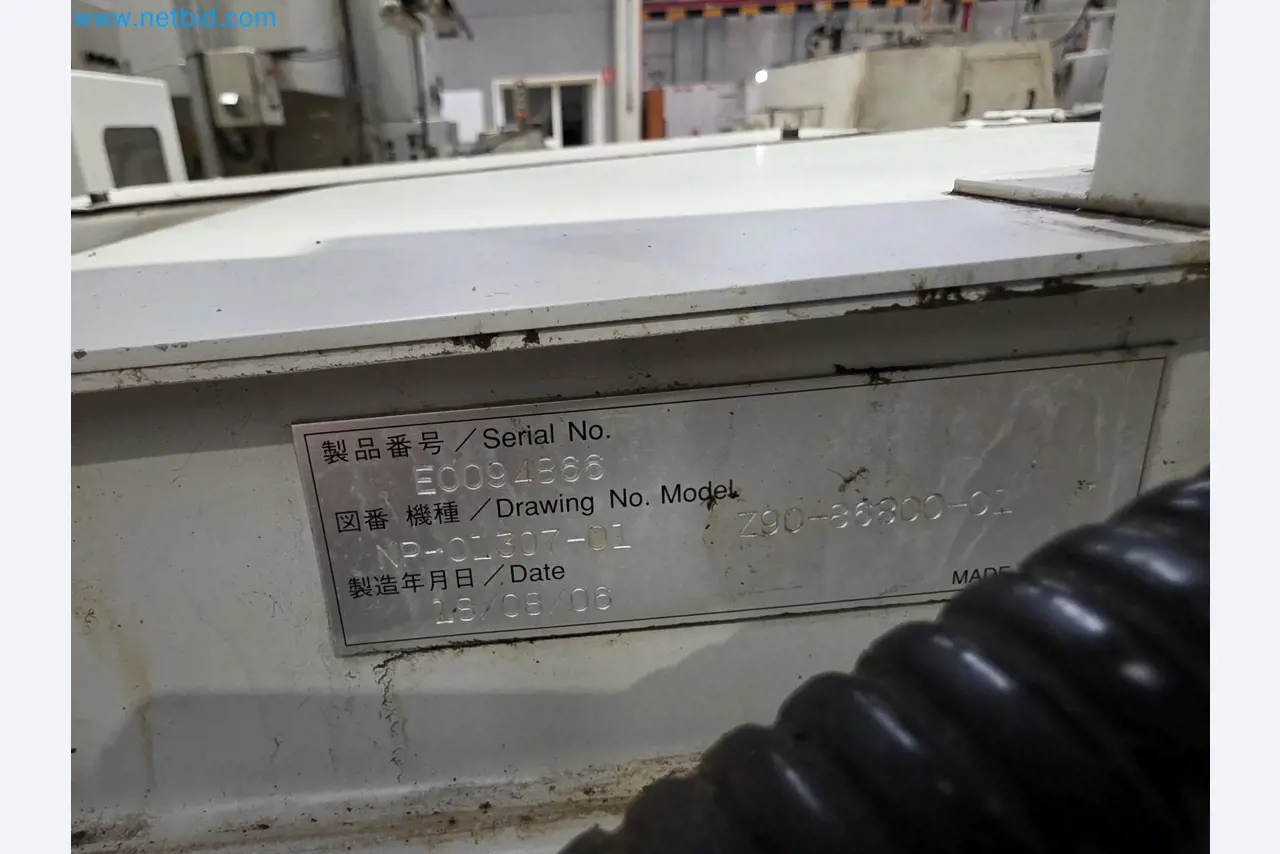 www.netbid.com
製品番号／Serial No.
E0094866
図番 機種／Drawing No. Model
NP-01307-01 Z90-86800-01
製造年月日／Date
18/08/06
MADE